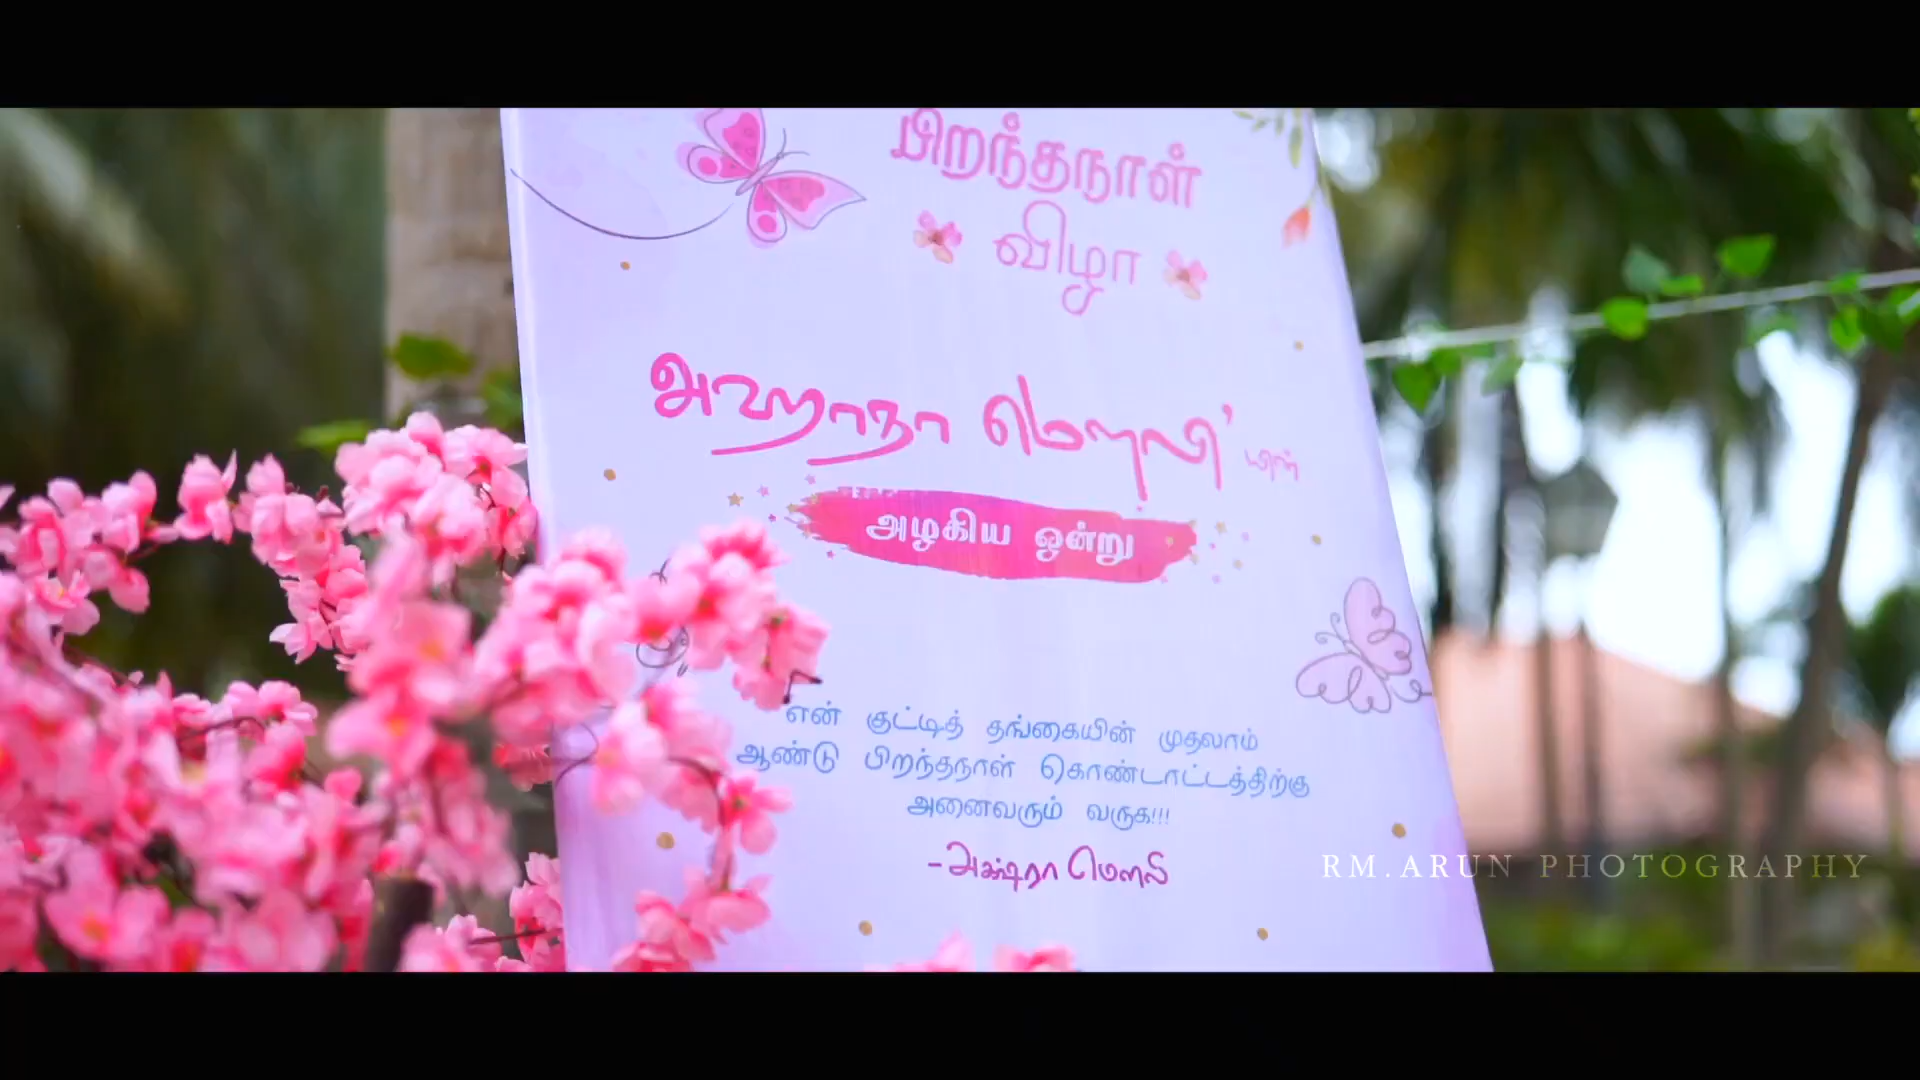 பிறந்தநாள்
விழா
அஹாநா மௌலி'யின்
அழகிய ஒன்று
என் குட்டித் தங்கையின் முதலாம்
ஆண்டு பிறந்தநாள் கொண்டாட்டத்திற்கு
அனைவரும் வருக!!!
-அக்ஷரா மௌலி
RM.ARUN PHOTOGRAPHY